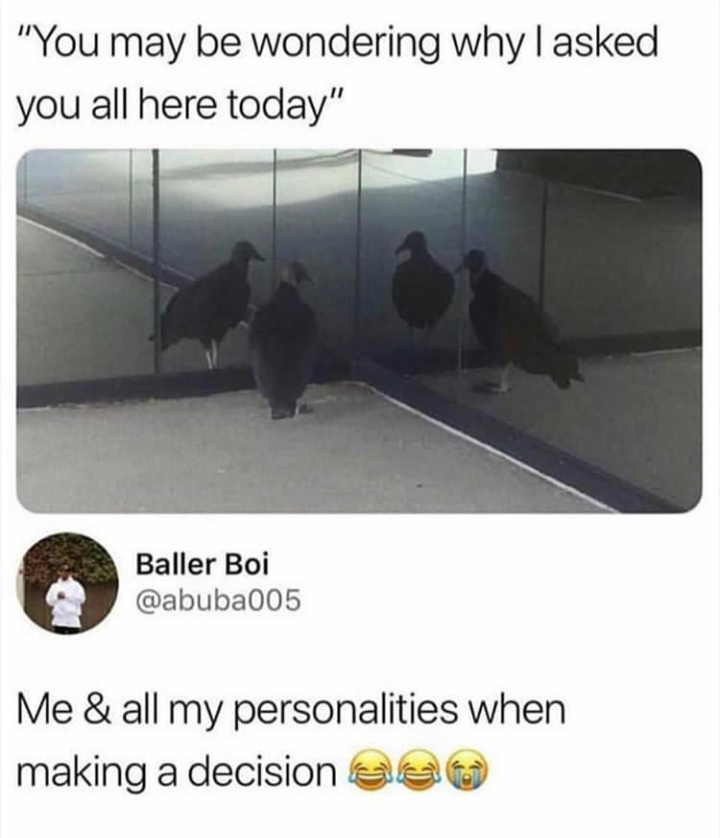 "You may be wondering why I asked
you all here today"
Baller Boi
@abuba005
Me & all my personalities when
making a decision 😂😂😭